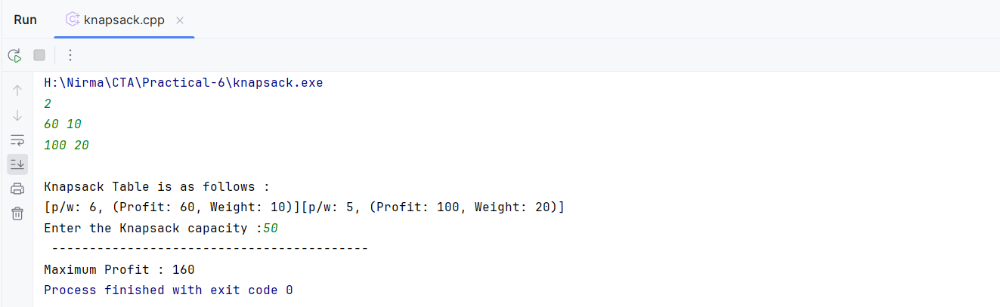 Run knapsack.cpp
H:\Nirma\CTA\Practical-6\knapsack.exe
2
60 10
100 20
Knapsack Table is as follows :
[p/w: 6, (Profit: 60, Weight: 10)][p/w: 5, (Profit: 100, Weight: 20)]
Enter the Knapsack capacity :50
------------------------------------------
Maximum Profit : 160
Process finished with exit code 0